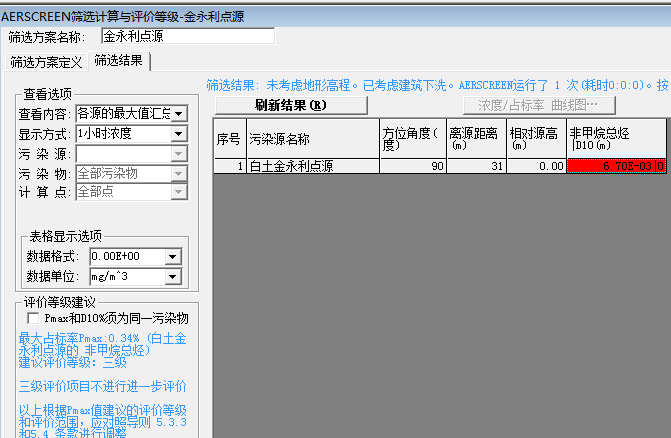 AERSCREEN筛选计算与评价等级-金永利点源
筛选方案名称: 金永利点源
筛选方案定义 筛选结果
筛选结果: 未考虑地形高程。已考虑建筑下洗。AERSCREEN运行了 1 次(耗时0:0:0)。按
刷新结果(R) 浓度/占标率 曲线图…
查看选项
查看内容: 各源的最大值汇总
显示方式: 1小时浓度
污 染 源:
污 染 物: 全部污染物
计 算 点: 全部点
表格显示选项
数据格式: 0.00E+00
数据单位: mg/m^3
评价等级建议
Pmax和D10%须为同一污染物
最大占标率Pmax:0.34% (白土金
永利点源的 非甲烷总烃)
建议评价等级: 三级
三级评价项目不进行进一步评价
以上根据Pmax值建议的评价等级
和评价范围，应对照导则 5.3.3
和5.4 条款进行调整
序号 污染源名称 方位角度(度) 离源距离(m) 相对源高(m) 非甲烷总烃|D10(m)
1 白土金永利点源 90 31 0.00 6.70E-03|0